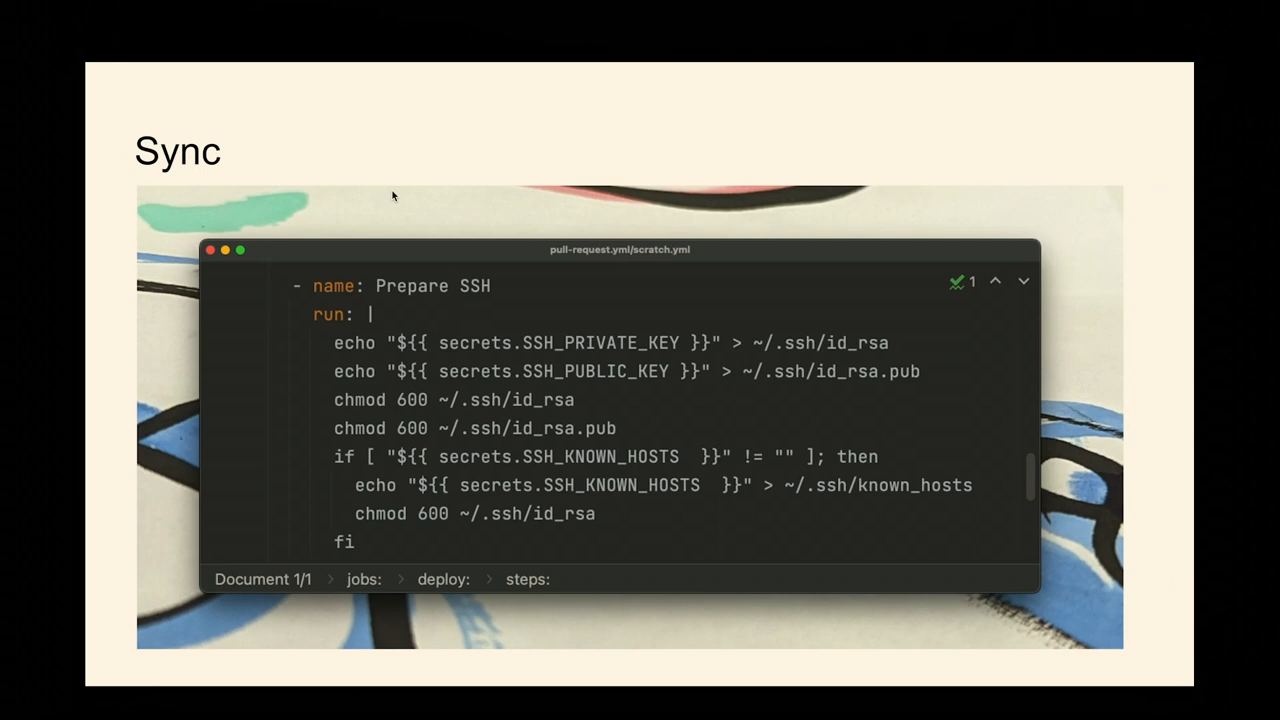 Sync
pull-request.yml/scratch.yml
- name: Prepare SSH
1
run: |
echo "${{ secrets.SSH_PRIVATE_KEY }}" > ~/.ssh/id_rsa
echo "${{ secrets.SSH_PUBLIC_KEY }}" > ~/.ssh/id_rsa.pub
chmod 600 ~/.ssh/id_rsa
chmod 600 ~/.ssh/id_rsa.pub
if [ "${{ secrets.SSH_KNOWN_HOSTS  }}" != "" ]; then
echo "${{ secrets.SSH_KNOWN_HOSTS  }}" > ~/.ssh/known_hosts
chmod 600 ~/.ssh/id_rsa
fi
Document 1/1 > jobs: > deploy: > steps: